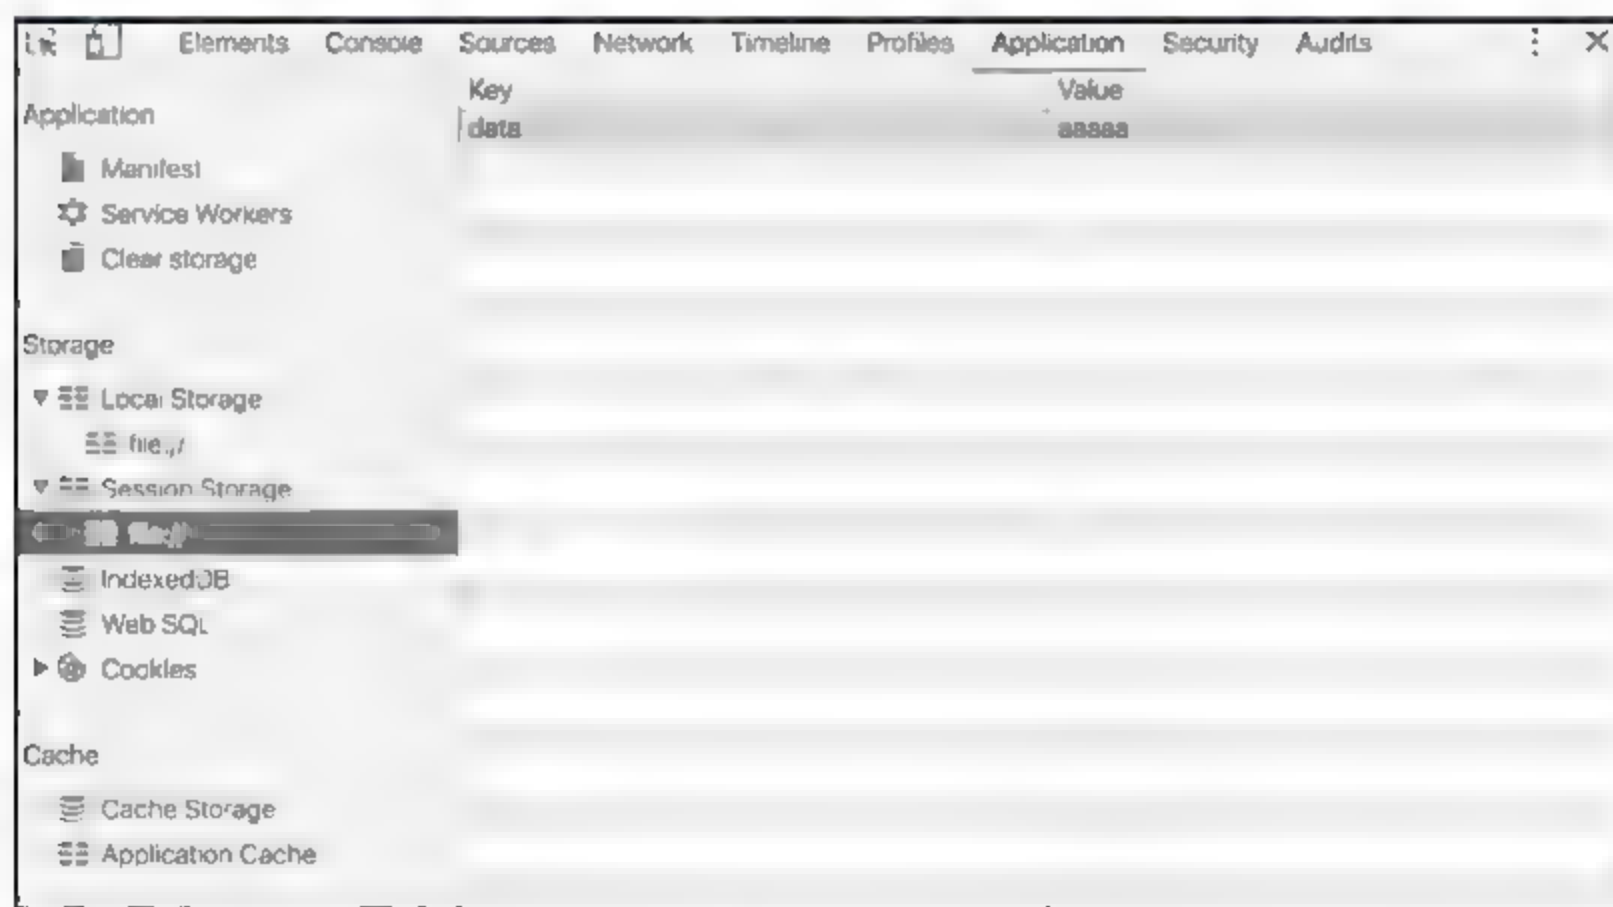 Elements Console Sources Network Timeline Profiles Application Security Audits
Key Value
data aaaaa
Application
Manifest
Service Workers
Clear storage
Storage
Local Storage
file://
Session Storage
file://
IndexedDB
Web SQL
Cookies
Cache
Cache Storage
Application Cache